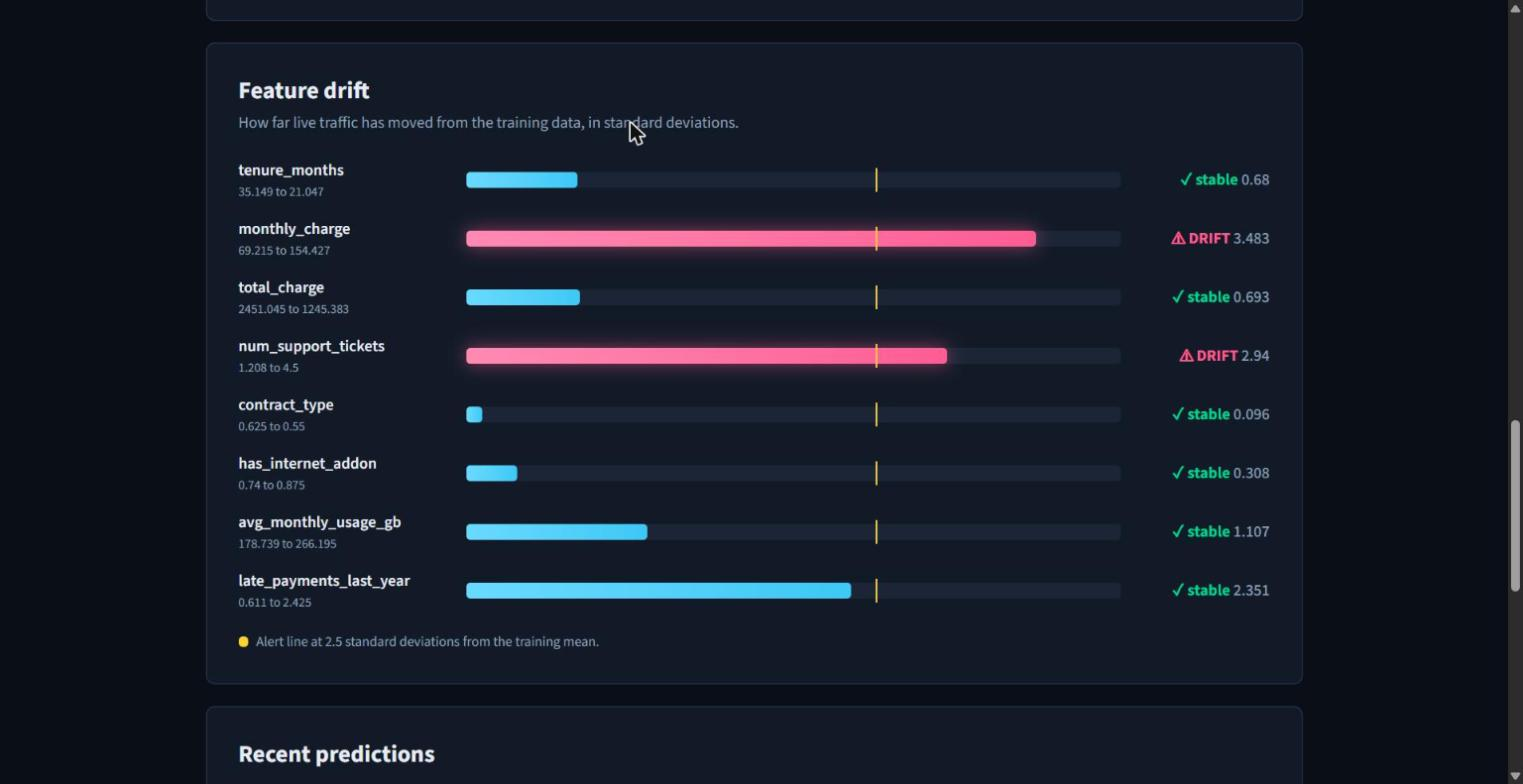 Feature drift
How far live traffic has moved from the training data, in standard deviations.
tenure_months
35.149 to 21.047
✓ stable 0.68
monthly_charge
69.215 to 154.427
⚠ DRIFT 3.483
total_charge
2451.045 to 1245.383
✓ stable 0.693
num_support_tickets
1.208 to 4.5
⚠ DRIFT 2.94
contract_type
0.625 to 0.55
✓ stable 0.096
has_internet_addon
0.74 to 0.875
✓ stable 0.308
avg_monthly_usage_gb
178.739 to 266.195
✓ stable 1.107
late_payments_last_year
0.611 to 2.425
✓ stable 2.351
Alert line at 2.5 standard deviations from the training mean.
Recent predictions